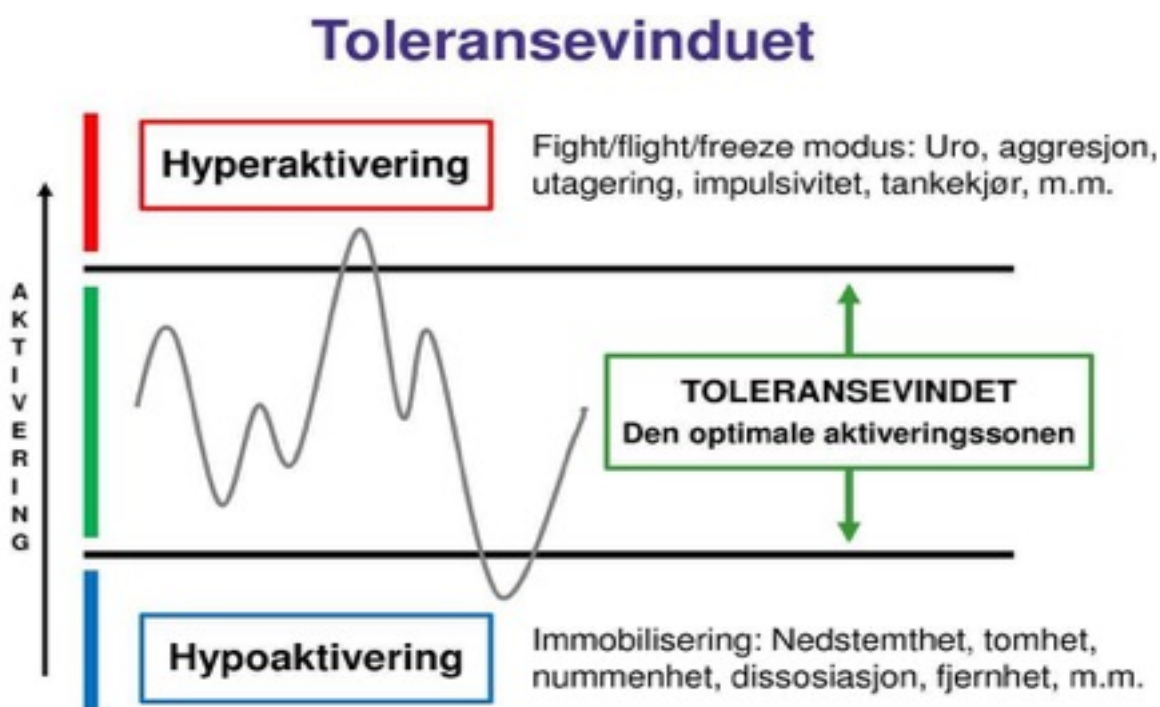 Toleransevinduet
Hyperaktivering
Fight/flight/freeze modus: Uro, aggresjon,
utagering, impulsivitet, tankekjør, m.m.
AKTIVERING
TOLERANSEVINDET
Den optimale aktiveringssonen
Hypoaktivering
Immobilisering: Nedstemthet, tomhet,
nummenhet, dissosiasjon, fjernhet, m.m.